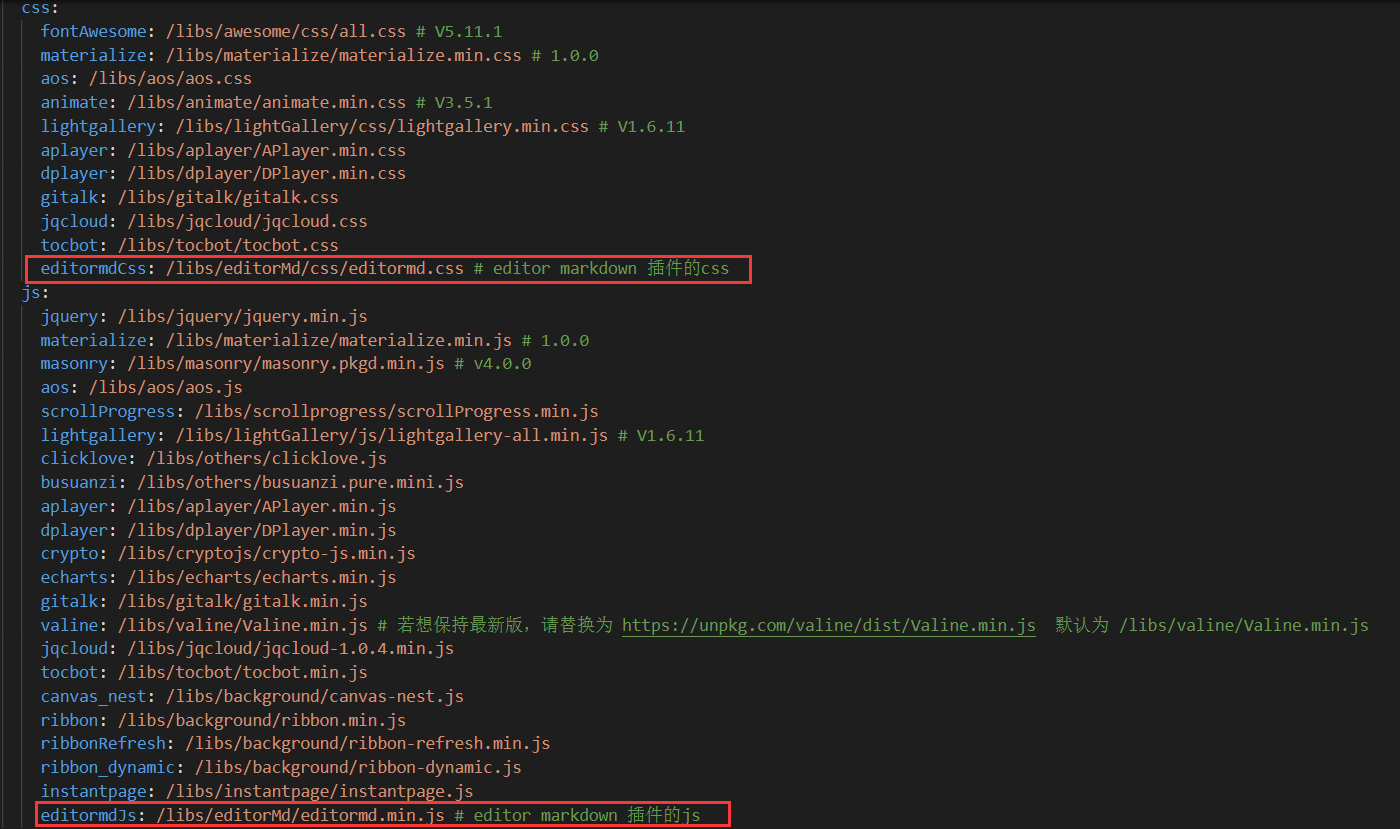 css:
fontAwesome: /libs/awesome/css/all.css # V5.11.1
materialize: /libs/materialize/materialize.min.css # 1.0.0
aos: /libs/aos/aos.css
animate: /libs/animate/animate.min.css # V3.5.1
lightgallery: /libs/lightGallery/css/lightgallery.min.css # V1.6.11
aplayer: /libs/aplayer/APlayer.min.css
dplayer: /libs/dplayer/DPlayer.min.css
gitalk: /libs/gitalk/gitalk.css
jqcloud: /libs/jqcloud/jqcloud.css
tocbot: /libs/tocbot/tocbot.css
editormdCss: /libs/editorMd/css/editormd.css # editor markdown 插件的css
js:
jquery: /libs/jquery/jquery.min.js
materialize: /libs/materialize/materialize.min.js # 1.0.0
masonry: /libs/masonry/masonry.pkgd.min.js # v4.0.0
aos: /libs/aos/aos.js
scrollProgress: /libs/scrollprogress/scrollProgress.min.js
lightgallery: /libs/lightGallery/js/lightgallery-all.min.js # V1.6.11
clicklove: /libs/others/clicklove.js
busuanzi: /libs/others/busuanzi.pure.mini.js
aplayer: /libs/aplayer/APlayer.min.js
dplayer: /libs/dplayer/DPlayer.min.js
crypto: /libs/cryptojs/crypto-js.min.js
echarts: /libs/echarts/echarts.min.js
gitalk: /libs/gitalk/gitalk.min.js
valine: /libs/valine/Valine.min.js # 若想保持最新版，请替换为 https://unpkg.com/valine/dist/Valine.min.js  默认为 /libs/valine/Valine.min.js
jqcloud: /libs/jqcloud/jqcloud-1.0.4.min.js
tocbot: /libs/tocbot/tocbot.min.js
canvas_nest: /libs/background/canvas-nest.js
ribbon: /libs/background/ribbon.min.js
ribbonRefresh: /libs/background/ribbon-refresh.min.js
ribbon_dynamic: /libs/background/ribbon-dynamic.js
instantpage: /libs/instantpage/instantpage.js
editormdJs: /libs/editorMd/editormd.min.js # editor markdown 插件的js